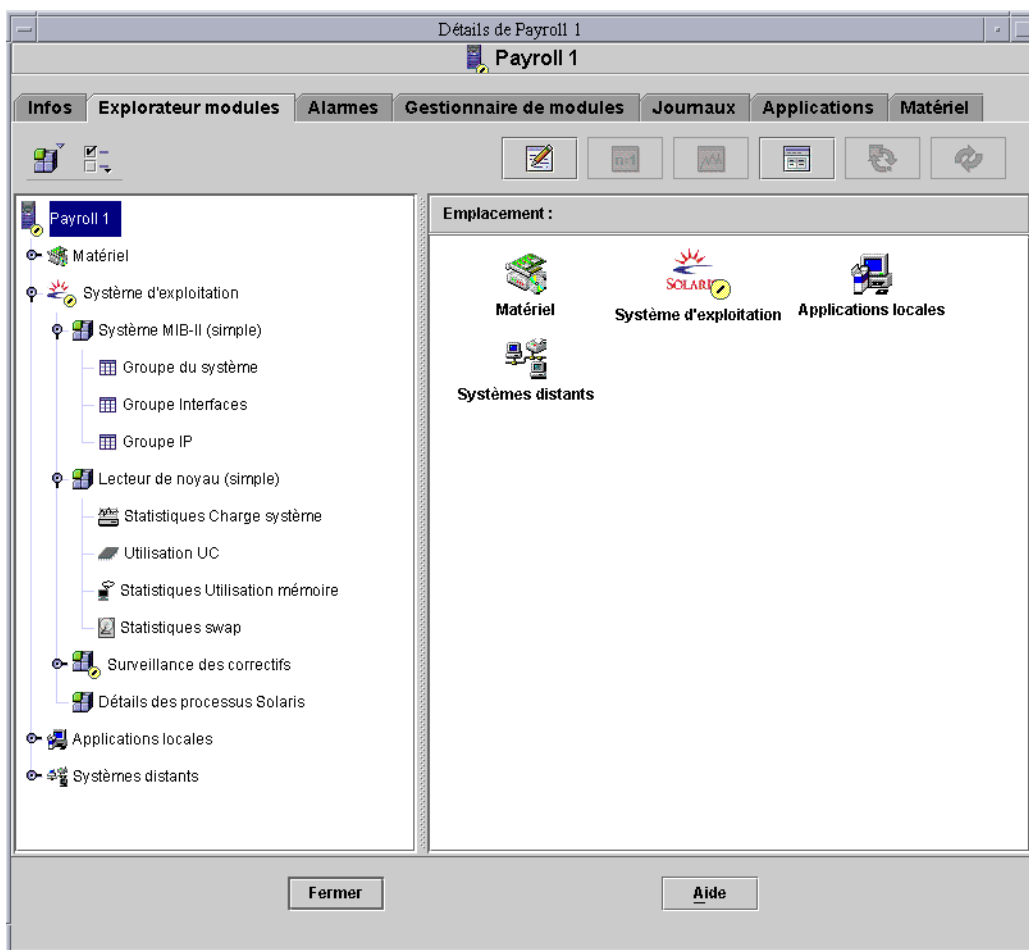 Détails de Payroll 1
Payroll 1
Infos
Explorateur modules
Alarmes
Gestionnaire de modules
Journaux
Applications
Matériel
n=1
Payroll 1
Matériel
Système d'exploitation
Système MIB-II (simple)
Groupe du système
Groupe Interfaces
Groupe IP
Lecteur de noyau (simple)
Statistiques Charge système
Utilisation UC
Statistiques Utilisation mémoire
Statistiques swap
Surveillance des correctifs
Détails des processus Solaris
Applications locales
Systèmes distants
Emplacement :
Matériel
SOLARIS
Système d'exploitation
Applications locales
Systèmes distants
Fermer
Aide